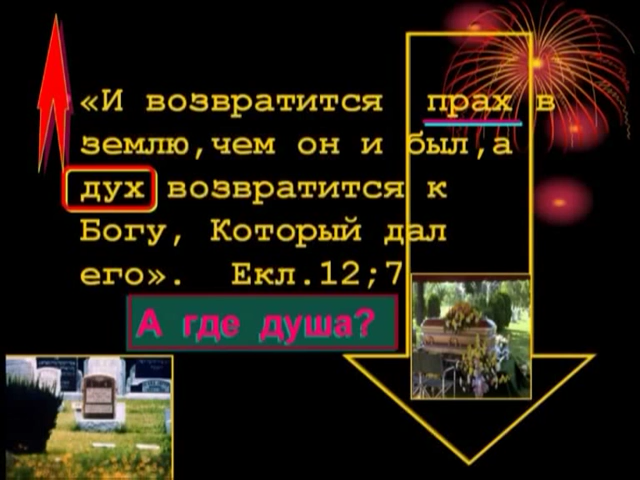 «И возвратится прах в
землю,чем он и был,а
дух возвратится к
Богу, Который дал
его». Екл.12;7
А где душа?